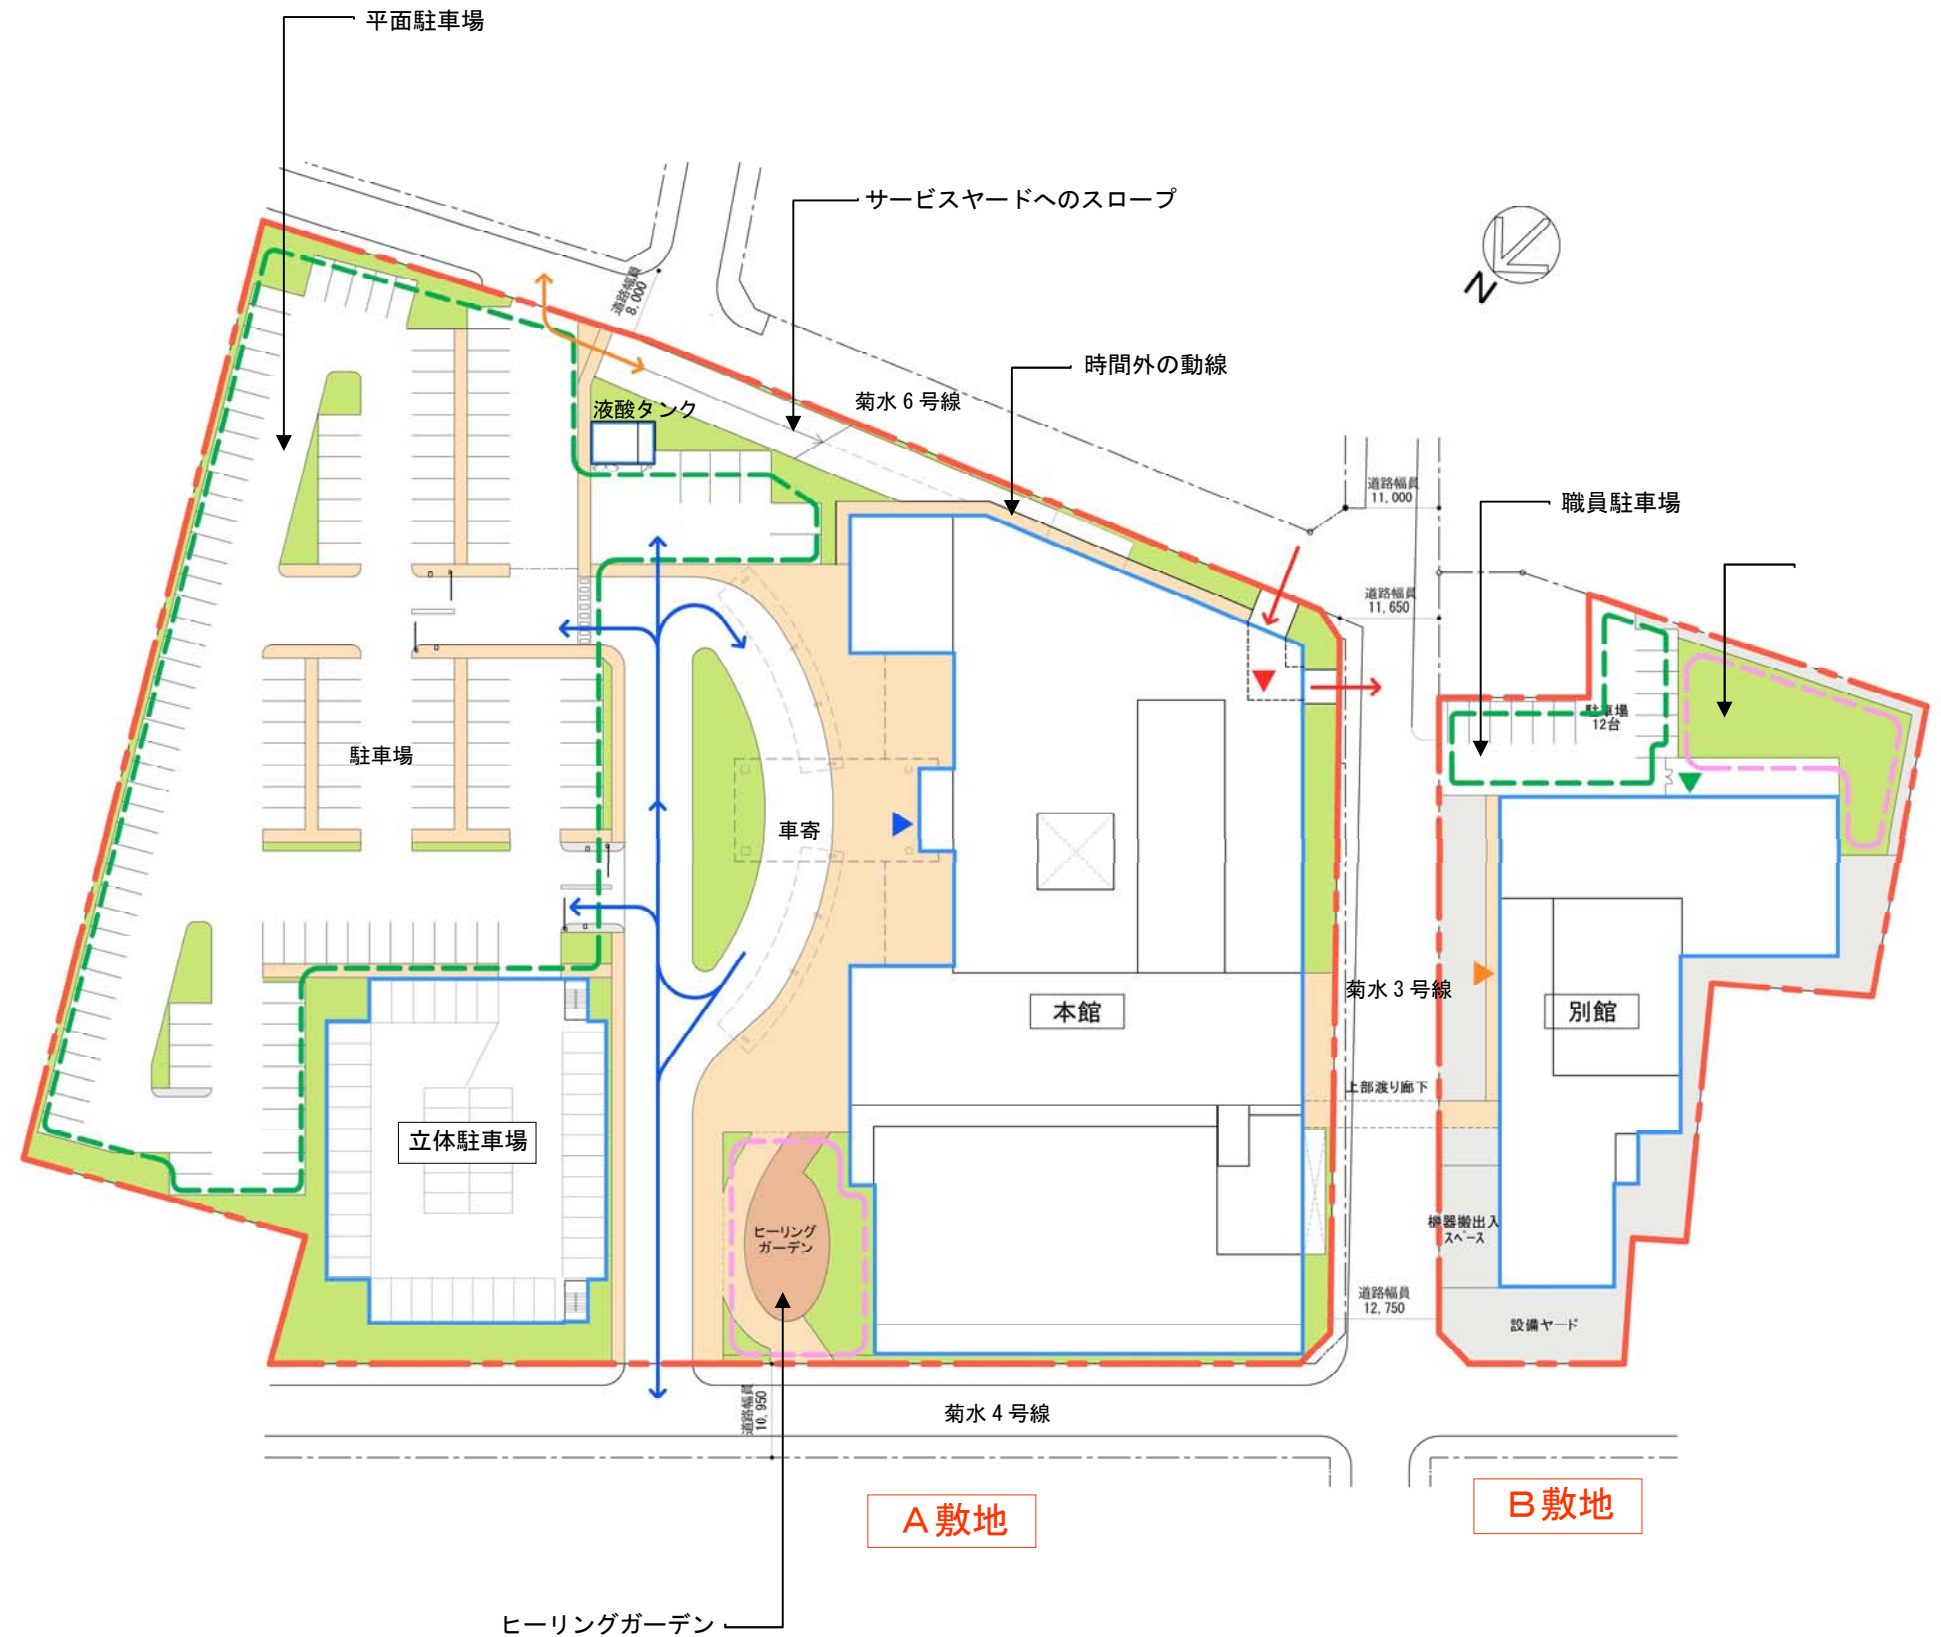 平面駐車場
サービスヤードへのスロープ
N
道路幅員
8,000
時間外の動線
菊水6号線
液酸タンク
道路幅員
11,000
職員駐車場
道路幅員
11,650
駐車場
12台
駐車場
車寄
菊水3号線
本館
別館
上部渡り廊下
立体駐車場
ヒーリング
ガーデン
機器搬出入
スペース
道路幅員
12,750
設備ヤード
道路幅員
10,950
菊水4号線
A敷地
B敷地
ヒーリングガーデン